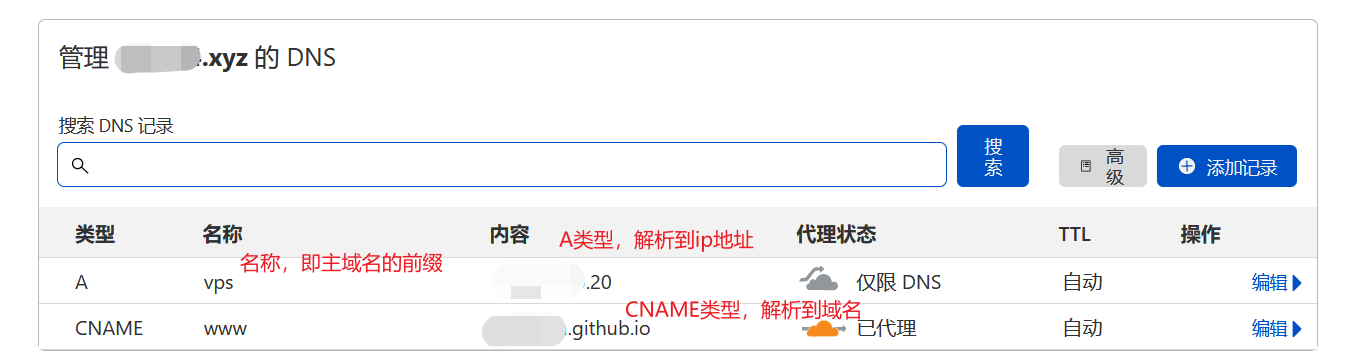 管理 .xyz 的 DNS
搜索 DNS 记录
搜索
高级
添加记录
类型 名称 内容 代理状态 TTL 操作
A类型，解析到ip地址
名称，即主域名的前缀
A vps .20 仅限 DNS 自动 编辑
CNAME类型，解析到域名
CNAME www .github.io 已代理 自动 编辑